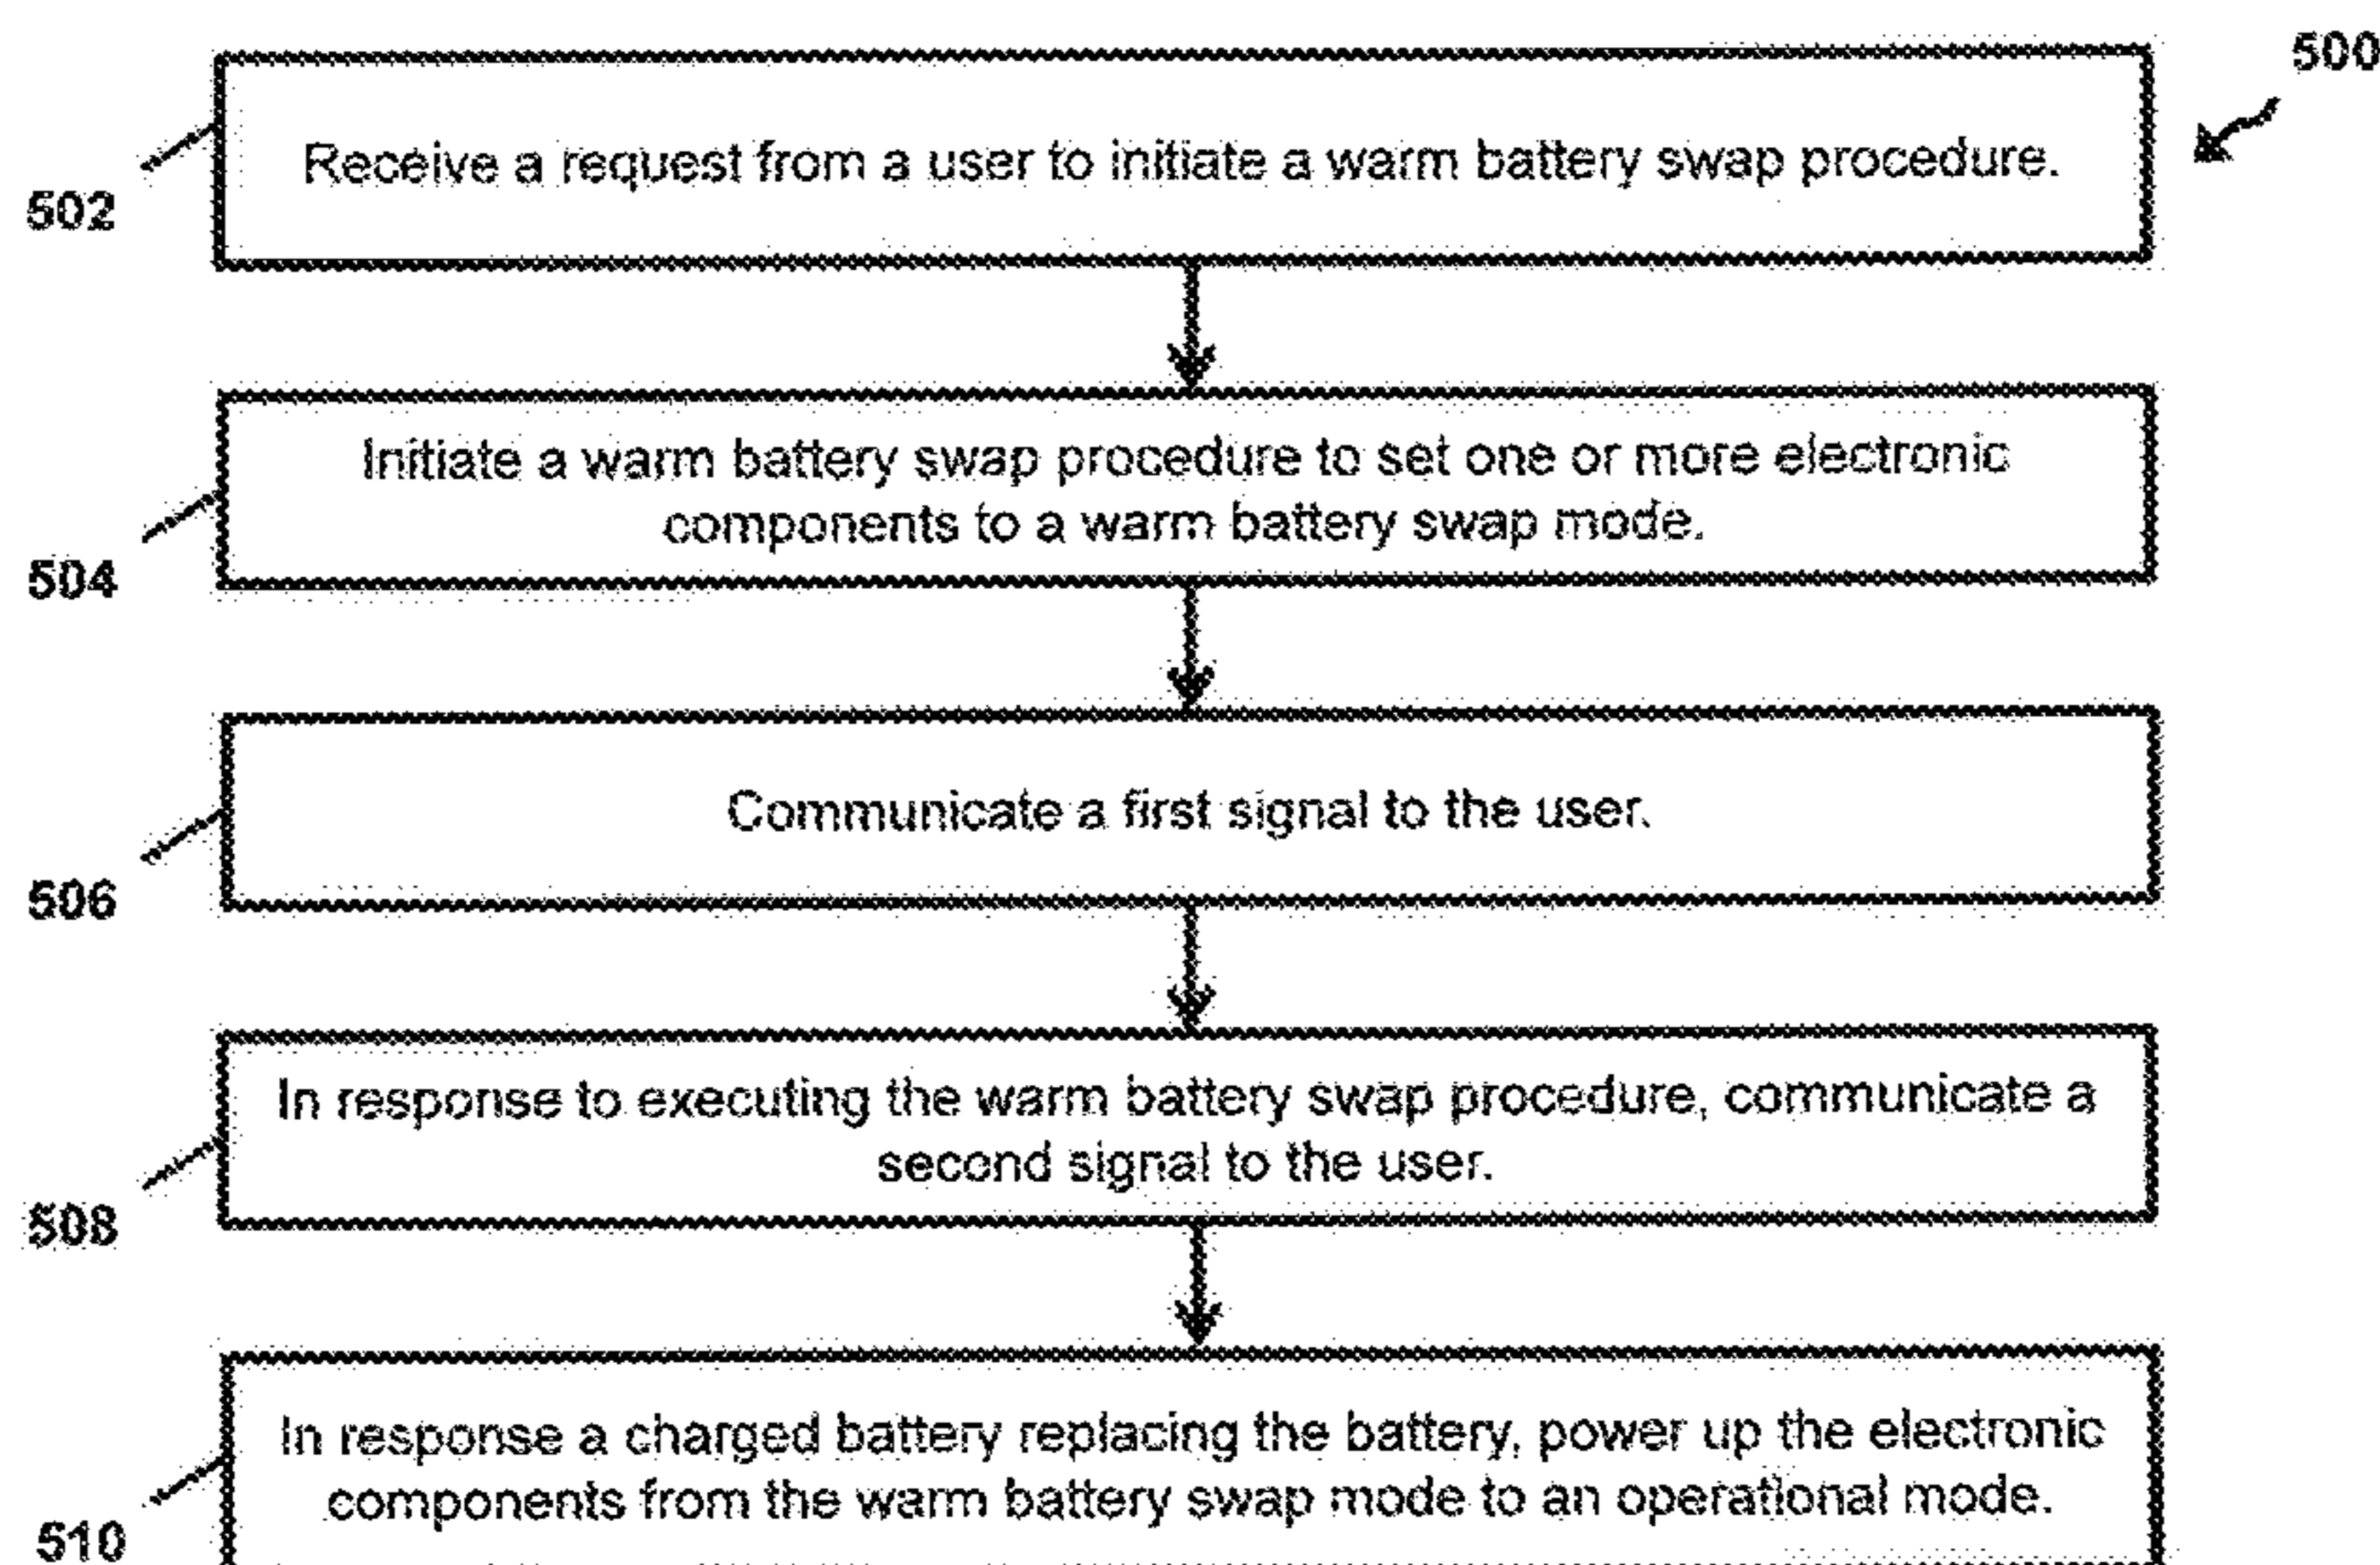 500
Receive a request from a user to initiate a warm battery swap procedure.
502
Initiate a warm battery swap procedure to set one or more electronic
components to a warm battery swap mode.
504
Communicate a first signal to the user.
506
In response to executing the warm battery swap procedure, communicate a
second signal to the user.
508
In response a charged battery replacing the battery, power up the electronic
components from the warm battery swap mode to an operational mode.
510